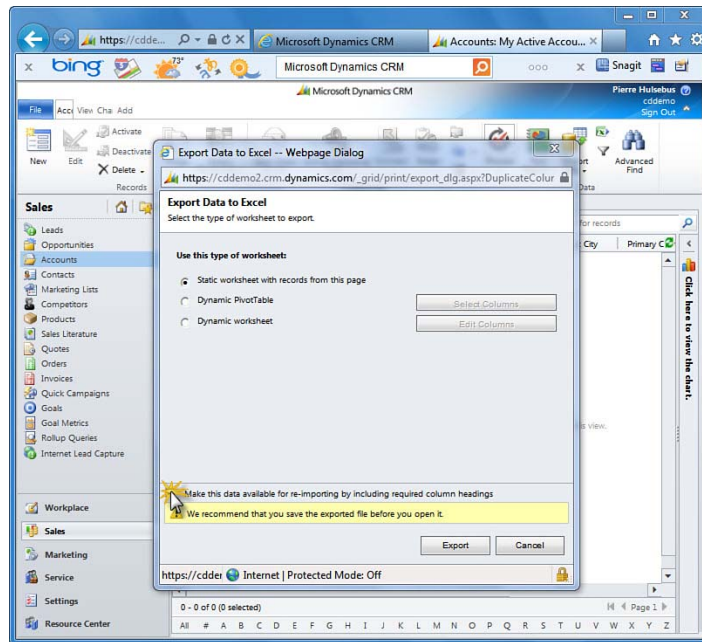 https://cdde...
Microsoft Dynamics CRM
Accounts: My Active Accou...
bing
73°
Microsoft Dynamics CRM
Snagit
Microsoft Dynamics CRM
Pierre Hulsebus
cddemo
Sign Out
File
Acc
View
Cha
Add
New
Edit
Activate
Deactivate
Delete
Records
Advanced
Find
Data
Export Data to Excel -- Webpage Dialog
https://cddemo2.crm.dynamics.com/_grid/print/export_dlg.aspx?DuplicateColur
Export Data to Excel
Select the type of worksheet to export.
Use this type of worksheet:
Static worksheet with records from this page
Dynamic PivotTable
Select Columns
Dynamic worksheet
Edit Columns
Make this data available for re-importing by including required column headings
We recommend that you save the exported file before you open it.
Export
Cancel
https://cdder
Internet | Protected Mode: Off
Sales
Leads
Opportunities
Accounts
Contacts
Marketing Lists
Competitors
Products
Sales Literature
Quotes
Orders
Invoices
Quick Campaigns
Goals
Goal Metrics
Rollup Queries
Internet Lead Capture
Workplace
Sales
Marketing
Service
Settings
Resource Center
for records
City
Primary C
Click here to view the chart.
is view.
0 - 0 of 0 (0 selected)
Page 1
All # A B C D E F G H I J K L M N O P Q R S T U V W X Y Z